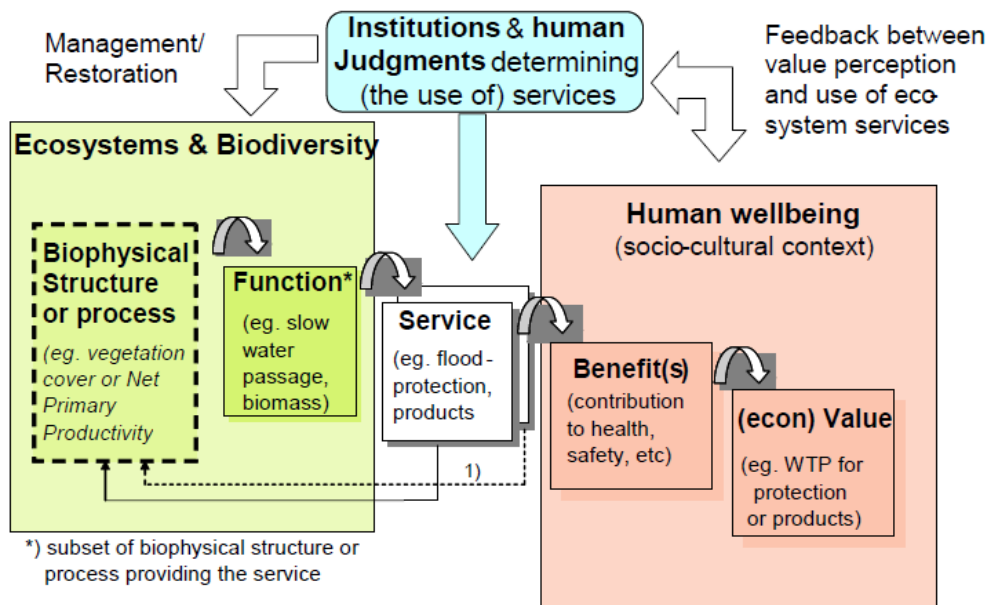 Management/
Restoration
Institutions & human
Judgments determining
(the use of) services
Feedback between
value perception
and use of eco-
system services
Ecosystems & Biodiversity
Biophysical
Structure
or process
(eg. vegetation
cover or Net
Primary
Productivity
Function*
(eg. slow
water
passage,
biomass)
Service
(eg. flood-
protection,
products
1)
Human wellbeing
(socio-cultural context)
Benefit(s)
(contribution
to health,
safety, etc)
(econ) Value
(eg. WTP for
protection
or products)
*) subset of biophysical structure or
process providing the service